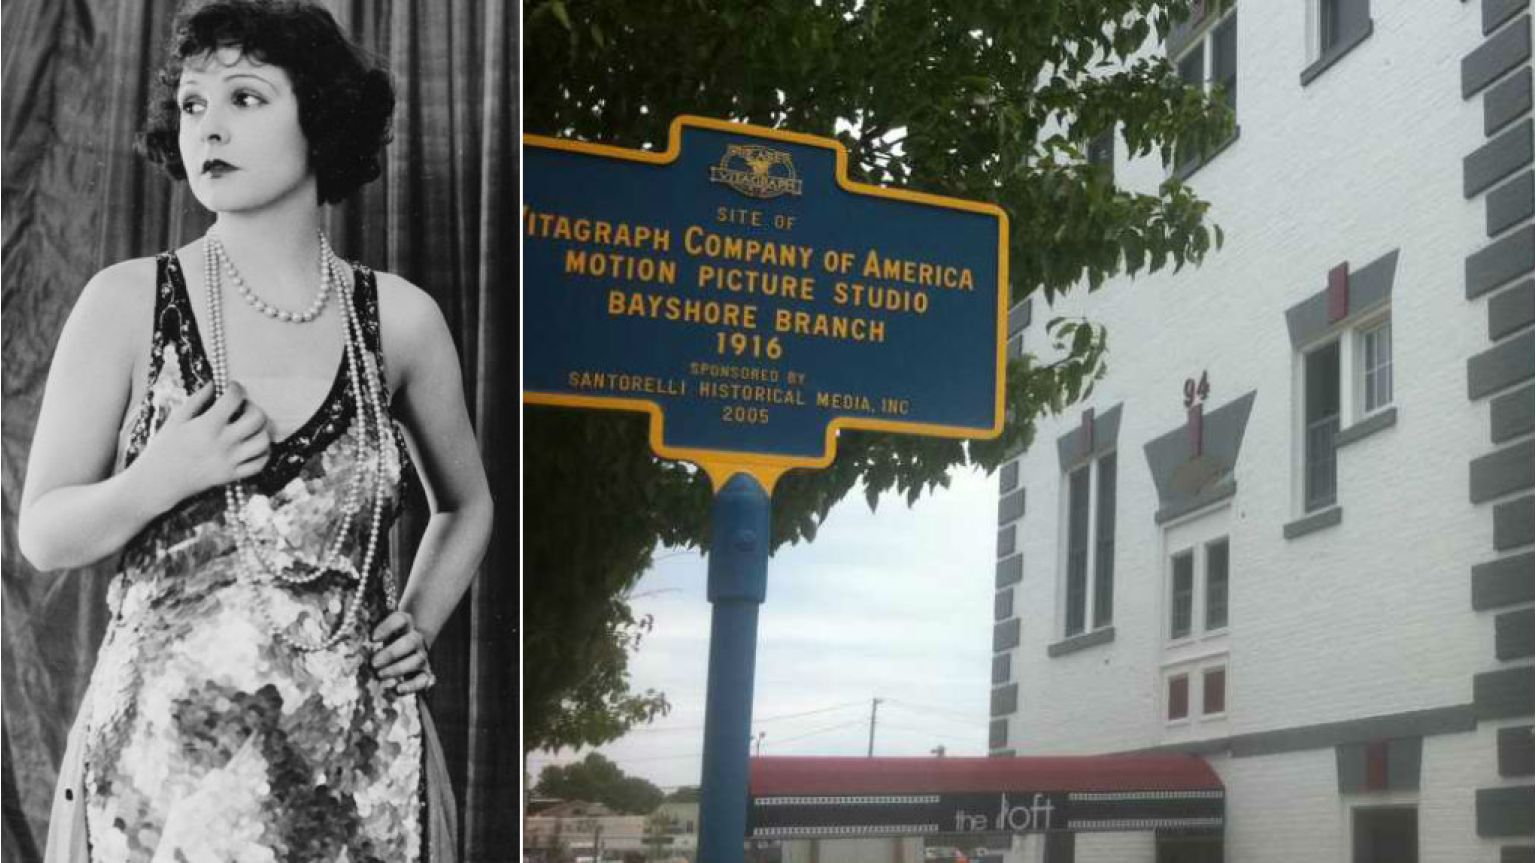 VITAGRAPH
SITE OF
VITAGRAPH COMPANY OF AMERICA
MOTION PICTURE STUDIO
BAYSHORE BRANCH
1916
SPONSORED BY
SANTORELLI HISTORICAL MEDIA, INC
2005
94
the loft